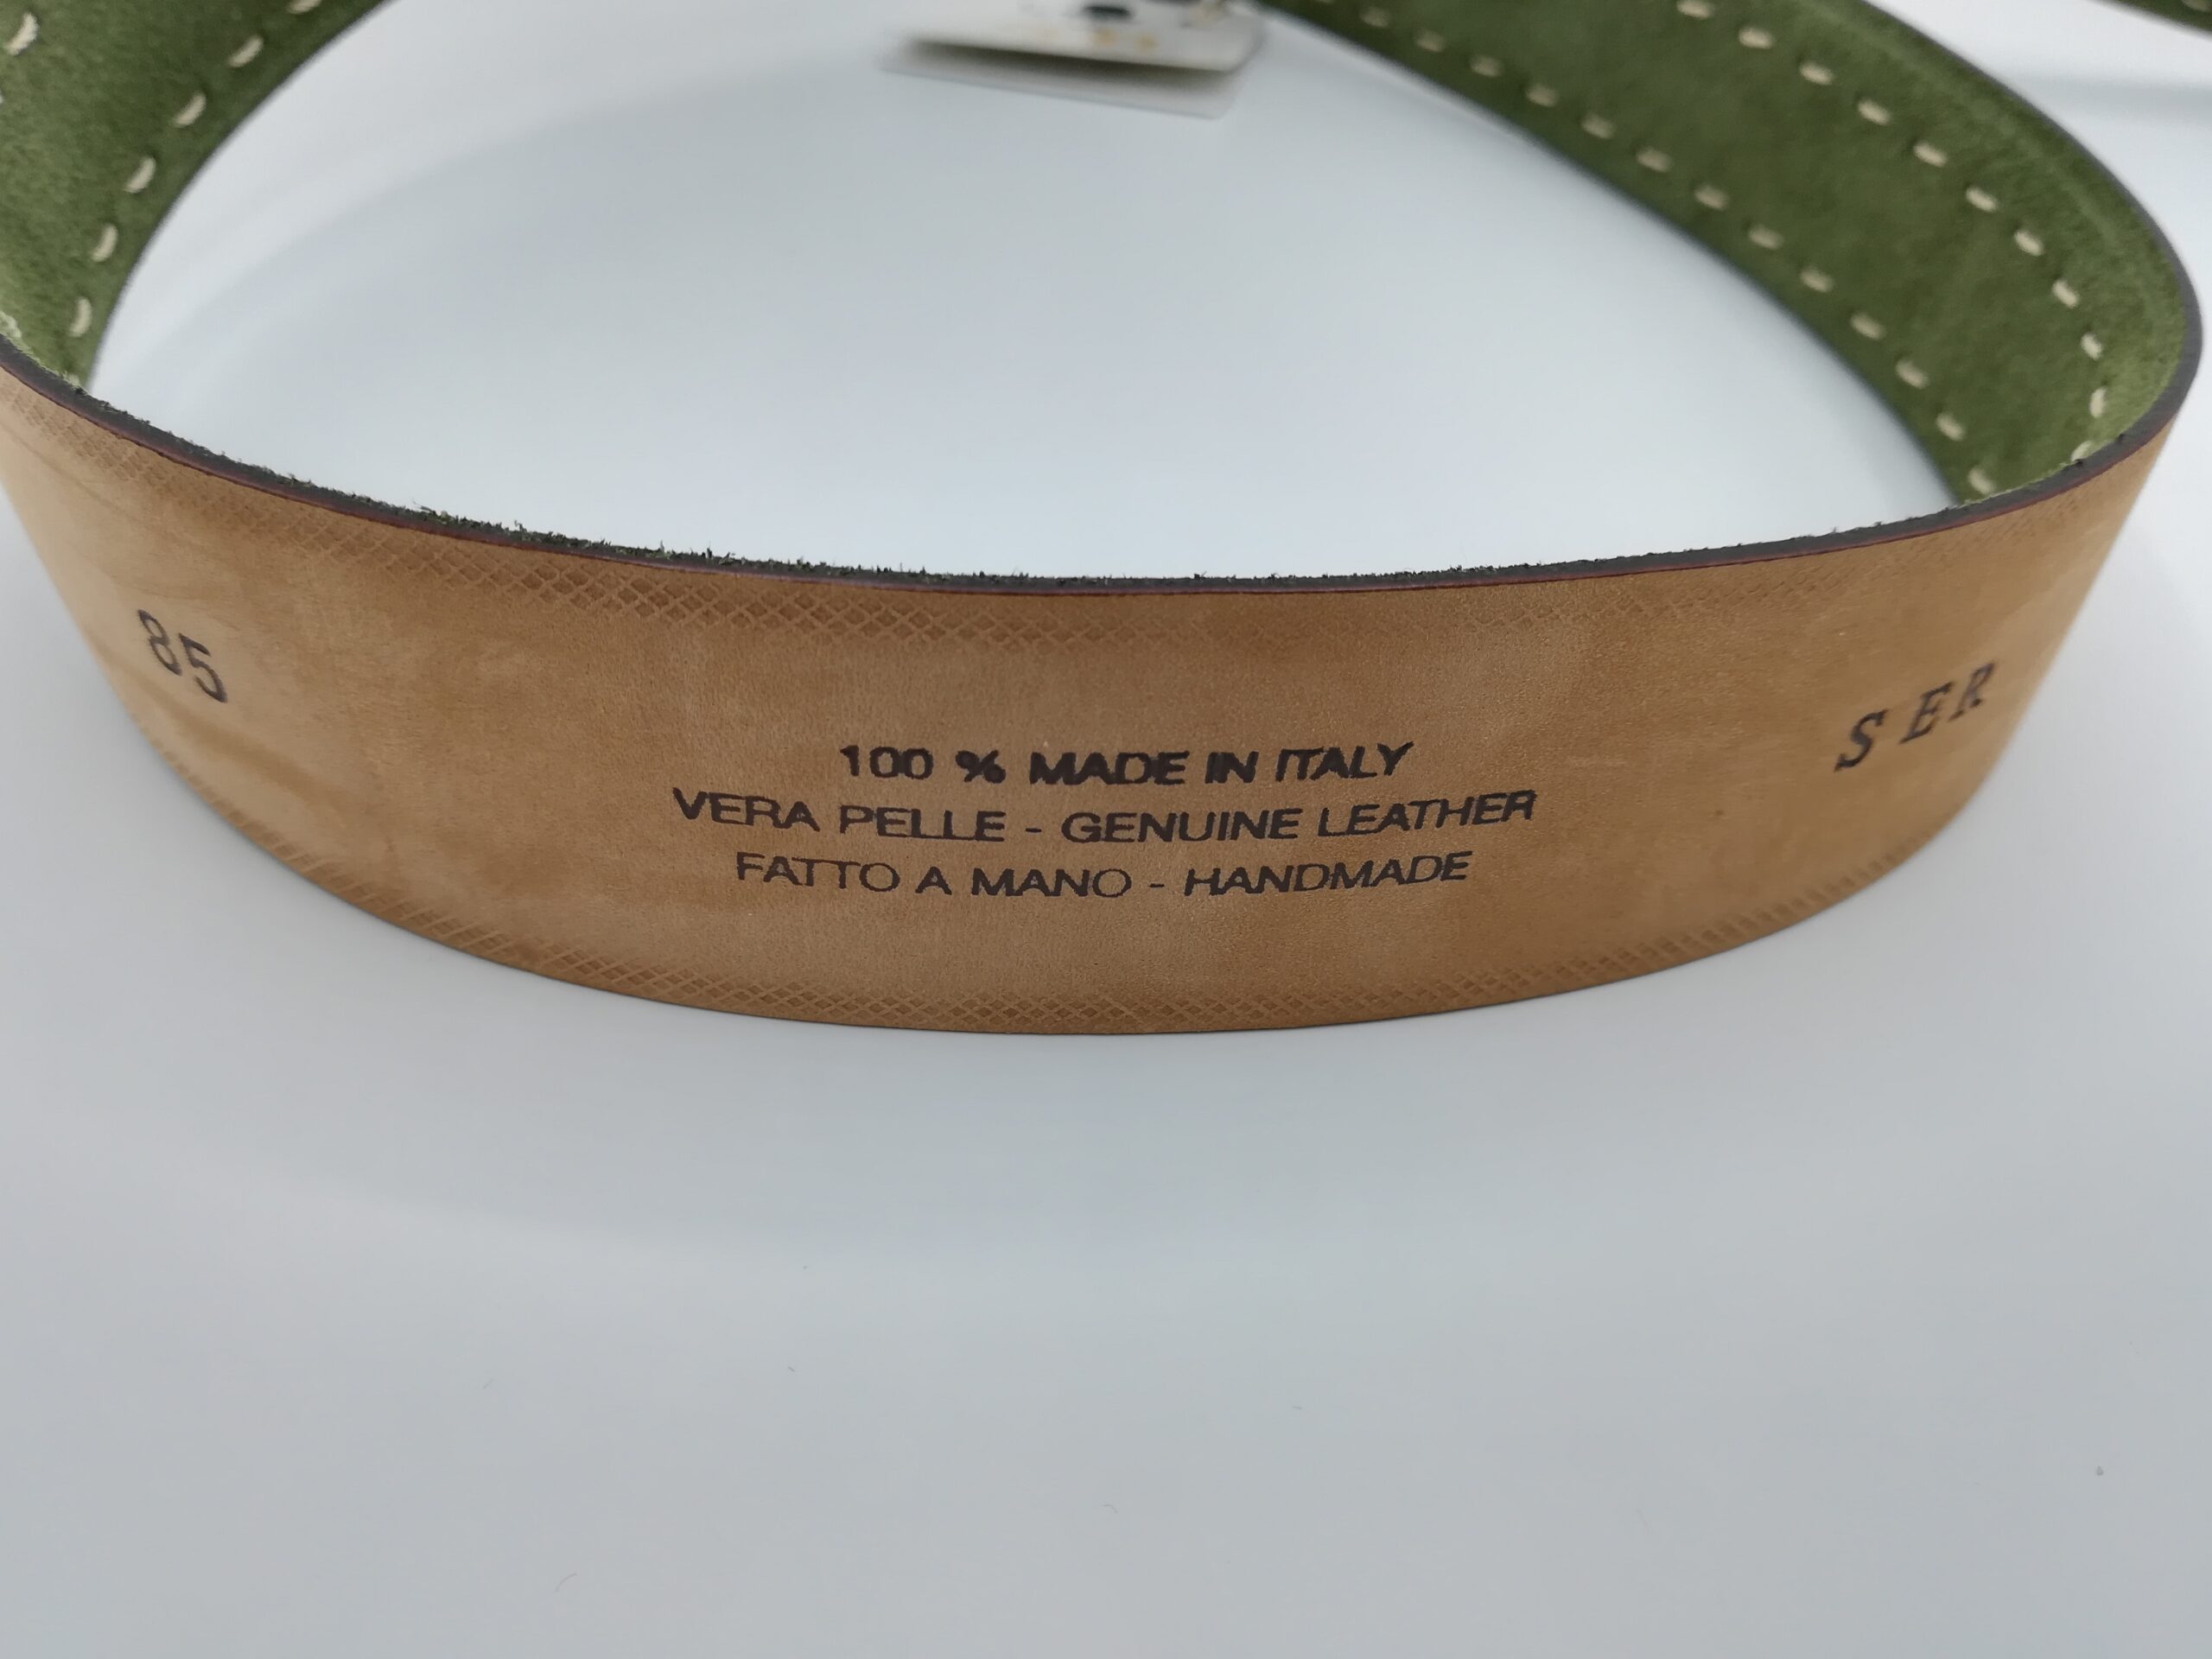 85
100 % MADE IN ITALY
VERA PELLE - GENUINE LEATHER
FATTO A MANO - HANDMADE
SER